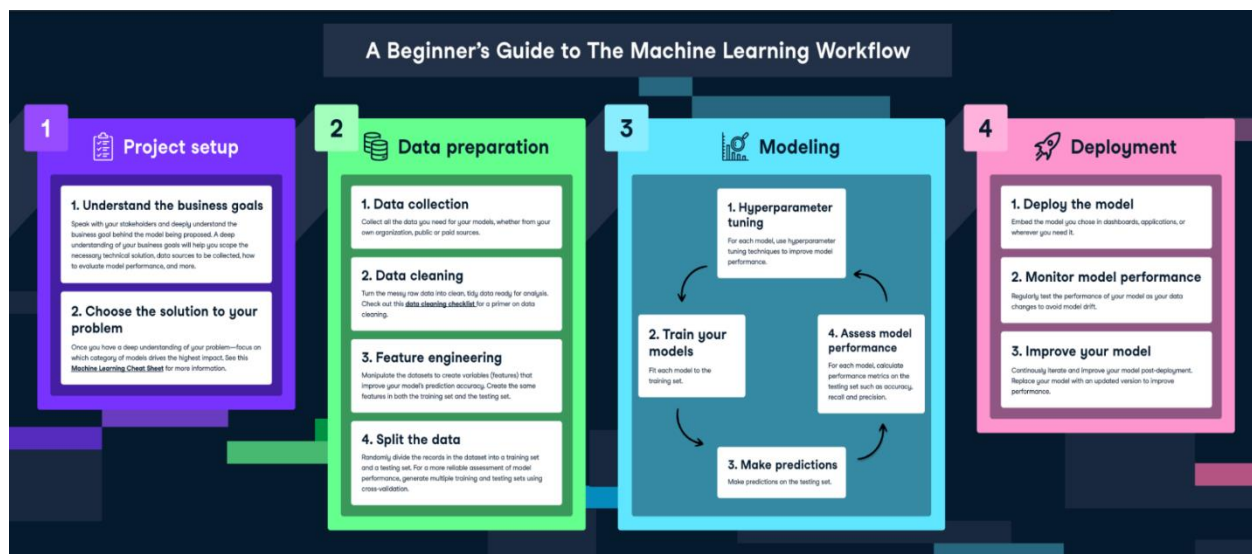 A Beginner's Guide to The Machine Learning Workflow
1
Project setup
1. Understand the business goals
Speak with your stakeholders and deeply understand the
business goal behind the model being proposed. A deep
understanding of your business goals will help you scope the
necessary technical solution, data sources to be collected, how
to evaluate model performance, and more.
2. Choose the solution to your
problem
Once you have a deep understanding of your problem—focus on
which category of models drives the highest impact. See this
Machine Learning Cheat Sheet for more information.
2
Data preparation
1. Data collection
Collect all the data you need for your models, whether from your
own organization, public or paid sources.
2. Data cleaning
Turn the messy raw data into clean, tidy data ready for analysis.
Check out this data cleaning checklist for a primer on data
cleaning.
3. Feature engineering
Manipulate the datasets to create variables (features) that
improve your model's prediction accuracy. Create the same
features in both the training set and the testing set.
4. Split the data
Randomly divide the records in the dataset into a training set
and a testing set. For a more reliable assessment of model
performance, generate multiple training and testing sets using
cross-validation.
3
Modeling
1. Hyperparameter
tuning
For each model, use hyperparameter
tuning techniques to improve model
performance.
2. Train your
models
Fit each model to the
training set.
3. Make predictions
Make predictions on the testing set.
4. Assess model
performance
For each model, calculate
performance metrics on the
testing set such as accuracy,
recall and precision.
4
Deployment
1. Deploy the model
Embed the model you chose in dashboards, applications, or
wherever you need it.
2. Monitor model performance
Regularly test the performance of your model as your data
changes to avoid model drift.
3. Improve your model
Continously iterate and improve your model post-deployment.
Replace your model with an updated version to improve
performance.